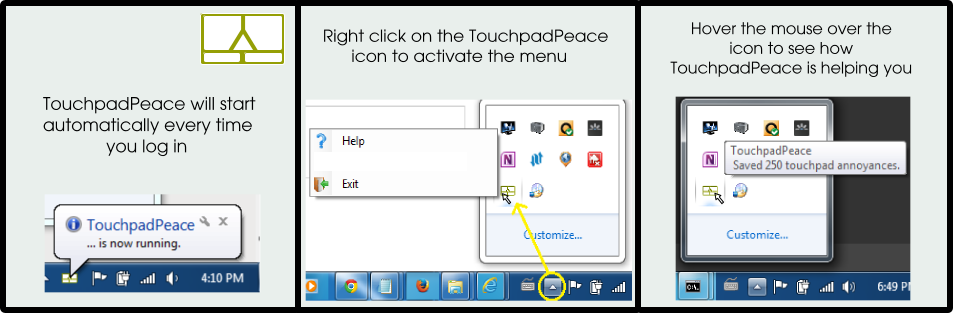 TouchpadPeace will start
automatically every time
you log in
TouchpadPeace
... is now running.
4:10 PM
Right click on the TouchpadPeace
icon to activate the menu
Help
Exit
N
Customize...
Hover the mouse over the
icon to see how
TouchpadPeace is helping you
N
TouchpadPeace
Saved 250 touchpad annoyances.
Customize...
C:\.
6:49 PM